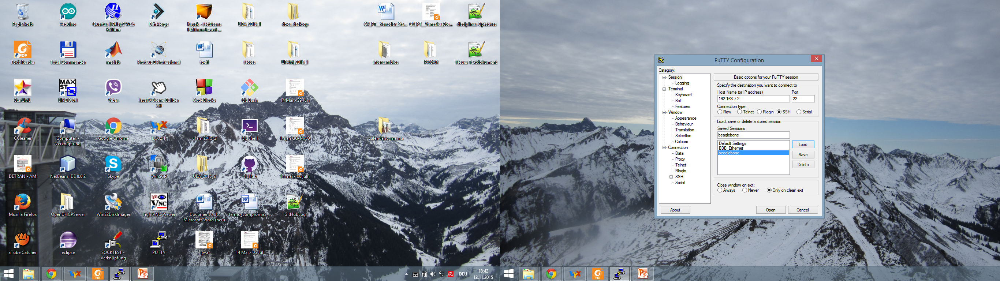 Papierkorb
Arduino
Quartus II 9.1sp2 Web
Edition
DiffMerge
Kayak - NetBeans
Platform based ...
UEA_2015_1
docs_desktop
CV_PT__Vanzeler_Ste...
CV_PT__Vanzeler_Ste...
disciplinas Optativas
PDF
Foxit Reader
Total Commander
matlab
Proteus 8 Professional
toefl
Notes
UFAM_2015_1
intercambios
PAGAR
Neues Textdokument
StarUML
MAX
ST
LINDO 6.1
Viber
JavaFX Scene Builder
2.0
CodeBlocks
Git Bash
14 Mai - 29 Jun
CCleaner
Computer -
Verknüpfung
Google Chrome
LyX 2.1
ufam 2015_2
Git Shell
17 jan CG-MAO
calendario_mama
DETRAN - AM
NetBeans IDE 8.0.2
Skype
WinSCP
UEA_2015_2
GitHub
14 mai - 06 julh
Mozilla Firefox
OpenDHCPServer
Win32DiskImager
VNC
TightVNC Viewer
Documento do
Microsoft Word (neu)
termo_compromiss...
GitHubLog
aTube Catcher
eclipse
SOCKTEST -
Verknüpfung
PUTTY
ipva
14 Mai - 05 Jul
DEU
18:42
12.11.2015
PuTTY Configuration
Category:
Session
Logging
Terminal
Keyboard
Bell
Features
Window
Appearance
Behaviour
Translation
Selection
Colours
Connection
Data
Proxy
Telnet
Rlogin
SSH
Serial
Basic options for your PuTTY session
Specify the destination you want to connect to
Host Name (or IP address)
Port
192.168.7.2
22
Connection type:
Raw
Telnet
Rlogin
SSH
Serial
Load, save or delete a stored session
Saved Sessions
beaglebone
Default Settings
BBB_Ethernet
beaglebone
Load
Save
Delete
Close window on exit:
Always
Never
Only on clean exit
About
Open
Cancel